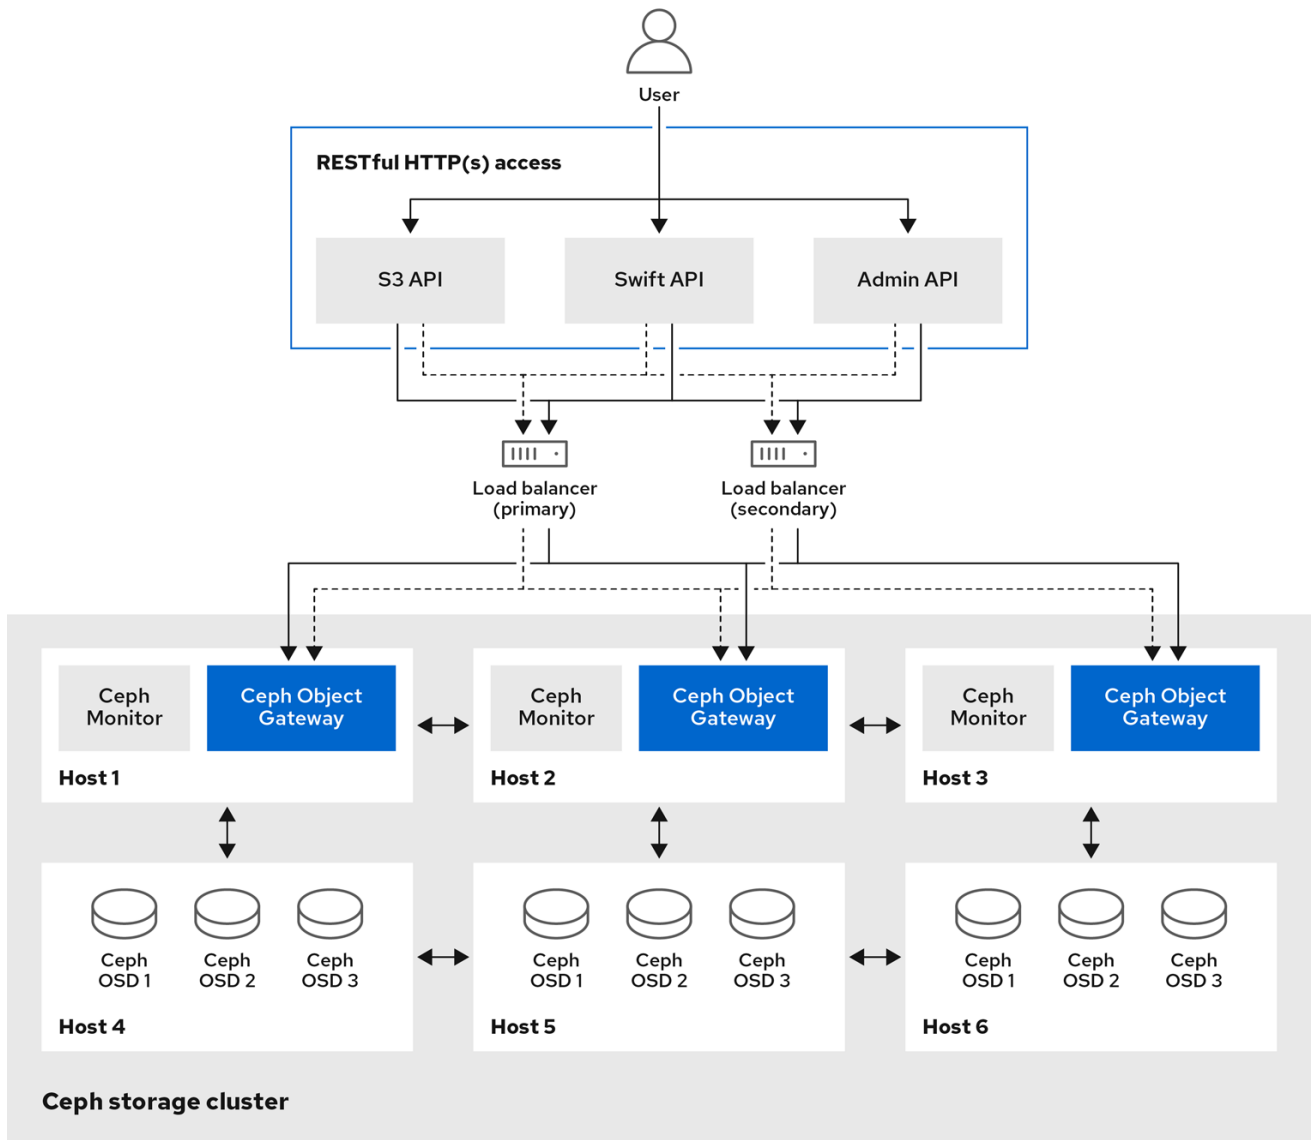 User
RESTful HTTP(s) access
S3 API
Swift API
Admin API
Load balancer
(primary)
Load balancer
(secondary)
Ceph
Monitor
Ceph Object
Gateway
Host 1
Ceph
Monitor
Ceph Object
Gateway
Host 2
Ceph
Monitor
Ceph Object
Gateway
Host 3
Ceph
OSD 1
Ceph
OSD 2
Ceph
OSD 3
Host 4
Ceph
OSD 1
Ceph
OSD 2
Ceph
OSD 3
Host 5
Ceph
OSD 1
Ceph
OSD 2
Ceph
OSD 3
Host 6
Ceph storage cluster